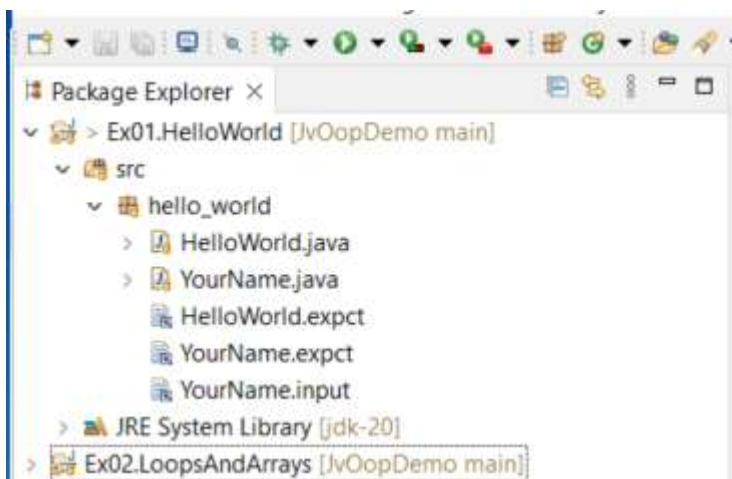 Package Explorer ×
> Ex01.HelloWorld [JvOopDemo main]
src
hello_world
HelloWorld.java
YourName.java
HelloWorld.expct
YourName.expct
YourName.input
JRE System Library [jdk-20]
Ex02.LoopsAndArrays [JvOopDemo main]